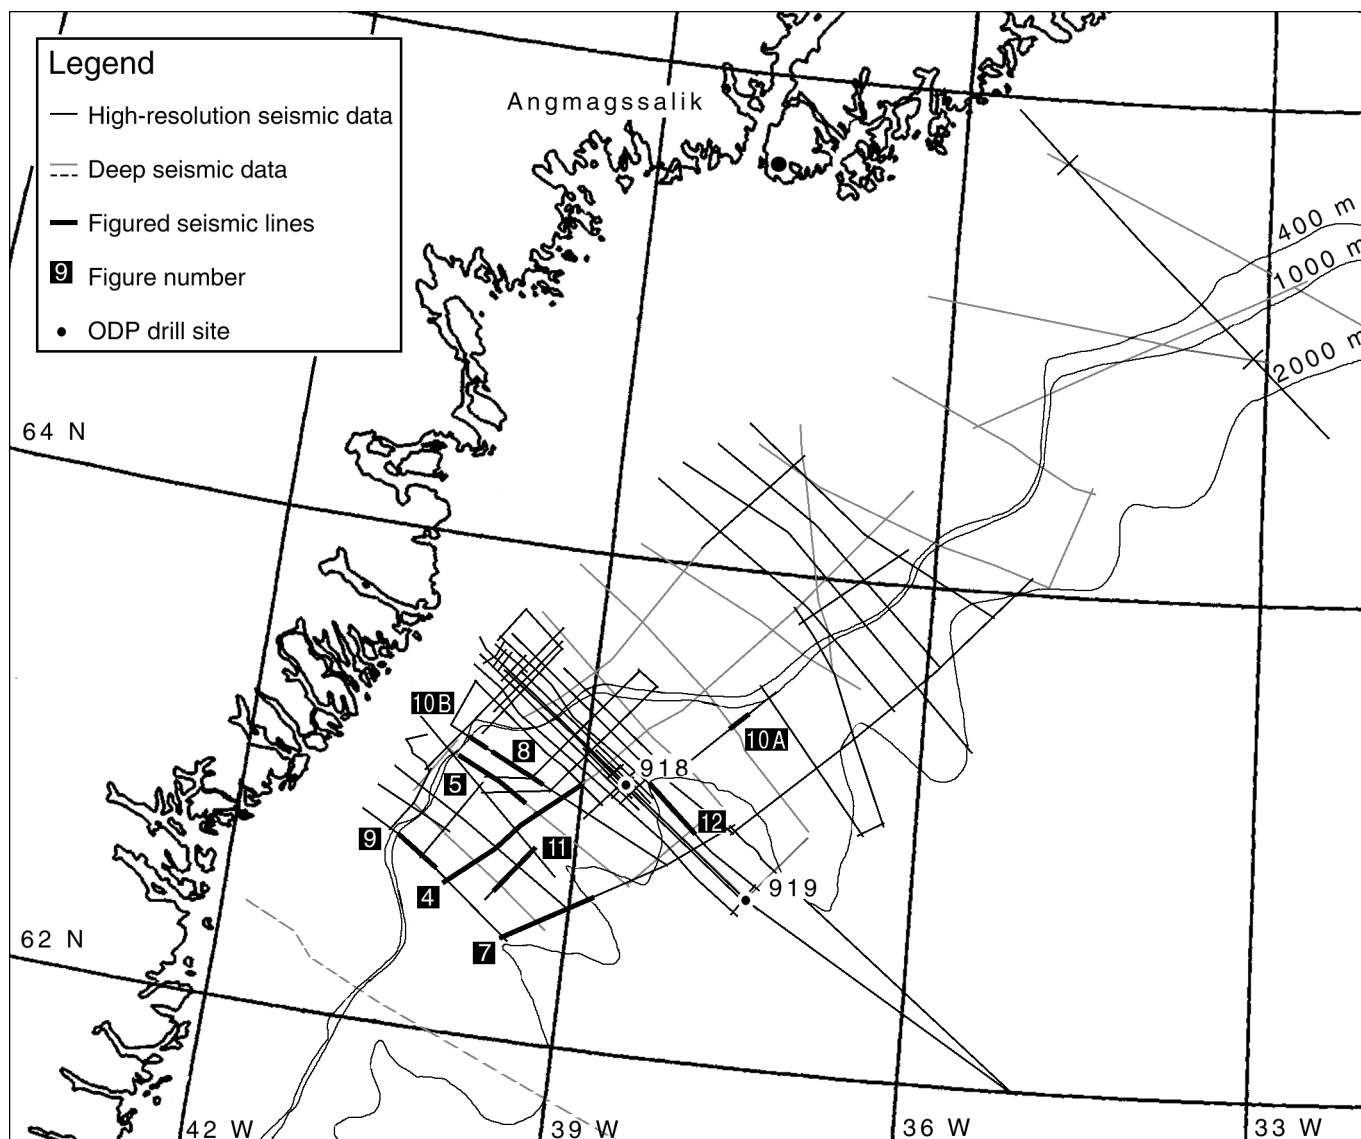 Legend
High-resolution seismic data
Deep seismic data
Figured seismic lines
9 Figure number
ODP drill site
Angmagssalik
400 m
1000 m
2000 m
64 N
10B
8
10A
918
5
12
9
11
919
4
62 N
7
42 W
39 W
36 W
33 W